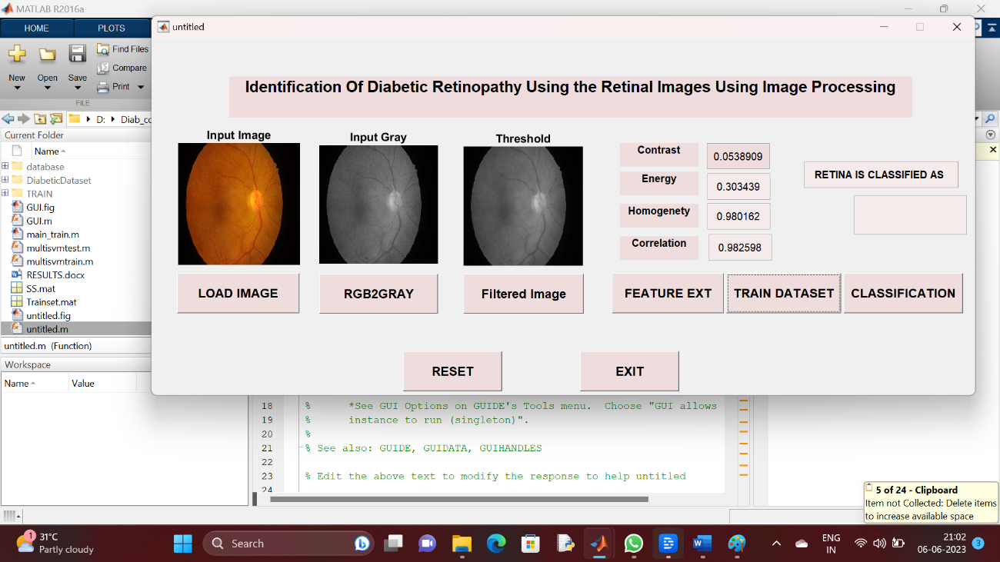 MATLAB R2016a
HOME
PLOTS
New
Open
Save
Find Files
Compare
Print
FILE
D:
Diab_cc
Current Folder
Name
database
DiabeticDataset
TRAIN
GUI.fig
GUI.m
main_train.m
multisvmtest.m
multisvmtrain.m
RESULTS.docx
SS.mat
Trainset.mat
untitled.fig
untitled.m
untitled.m (Function)
Workspace
Name
Value
untitled
Identification Of Diabetic Retinopathy Using the Retinal Images Using Image Processing
Input Image
Input Gray
Threshold
Contrast
0.0538909
Energy
0.303439
Homogenety
0.980162
Correlation
0.982598
RETINA IS CLASSIFIED AS
LOAD IMAGE
RGB2GRAY
Filtered Image
FEATURE EXT
TRAIN DATASET
CLASSIFICATION
RESET
EXIT
18 % *See GUI Options on GUIDE's Tools menu. Choose "GUI allows
19 % instance to run (singleton)".
20 %
21 % See also: GUIDE, GUIDATA, GUIHANDLES
22
23 % Edit the above text to modify the response to help untitled
24
5 of 24 - Clipboard
Item not Collected: Delete items
to increase available space
1
31°C
Partly cloudy
Search
ENG
IN
21:02
06-06-2023
3